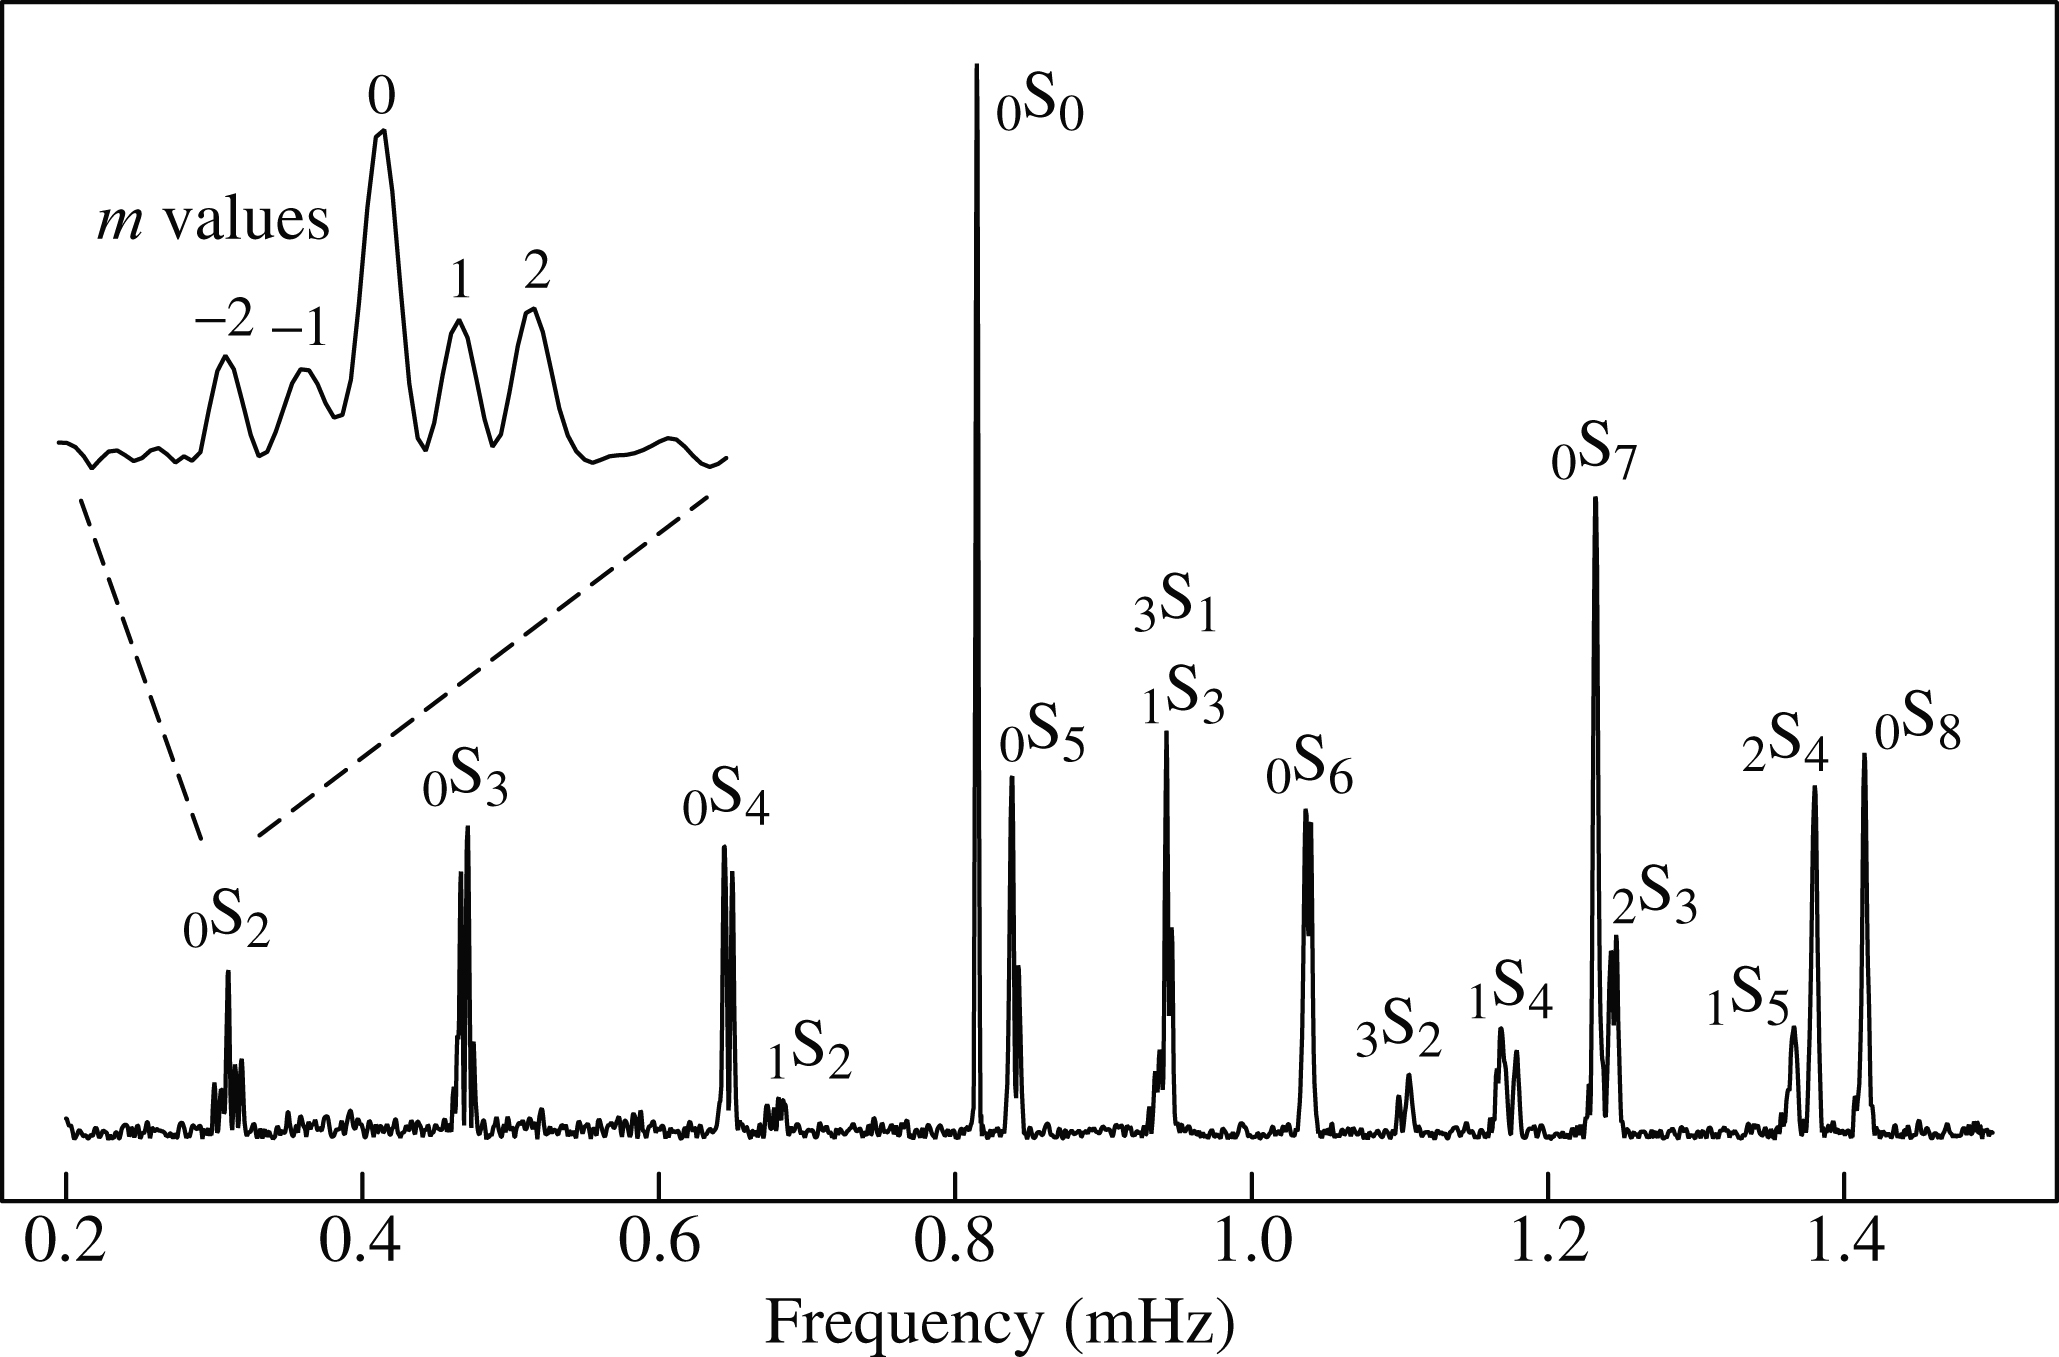 0
₀S₀
m values
1
2
−2
−1
₀S₇
₃S₁
₁S₃
₀S₅
₀S₈
₂S₄
₀S₃
₀S₆
₀S₄
₀S₂
₂S₃
₁S₅
₁S₄
₃S₂
₁S₂
0.2 0.4 0.6 0.8 1.0 1.2 1.4
Frequency (mHz)